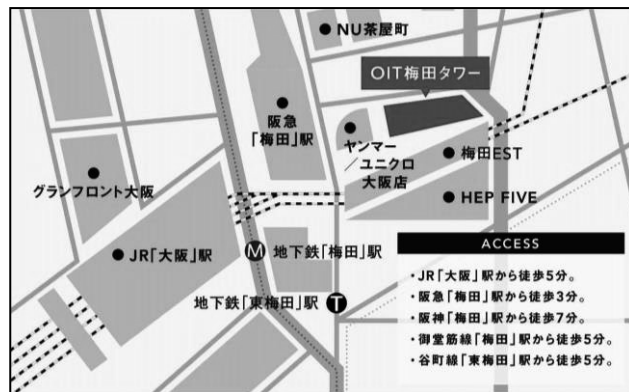 NU茶屋町
OIT梅田タワー
阪急
「梅田」駅
ヤンマー
／ユニクロ
大阪店
梅田EST
グランフロント大阪
HEP FIVE
JR「大阪」駅
M 地下鉄「梅田」駅
地下鉄「東梅田」駅 T
ACCESS
・JR「大阪」駅から徒歩5分。
・阪急「梅田」駅から徒歩3分。
・阪神「梅田」駅から徒歩7分。
・御堂筋線「梅田」駅から徒歩5分。
・谷町線「東梅田」駅から徒歩5分。